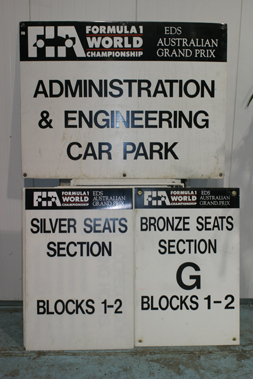 FIA FORMULA 1
WORLD
CHAMPIONSHIP
EDS
AUSTRALIAN
GRAND PRIX
ADMINISTRATION
& ENGINEERING
CAR PARK
FIA FORMULA 1
WORLD
CHAMPIONSHIP
EDS
AUSTRALIAN
GRAND PRIX
SILVER SEATS
SECTION
BLOCKS 1-2
FIA FORMULA 1
WORLD
CHAMPIONSHIP
EDS
AUSTRALIAN
GRAND PRIX
BRONZE SEATS
SECTION
G
BLOCKS 1-2